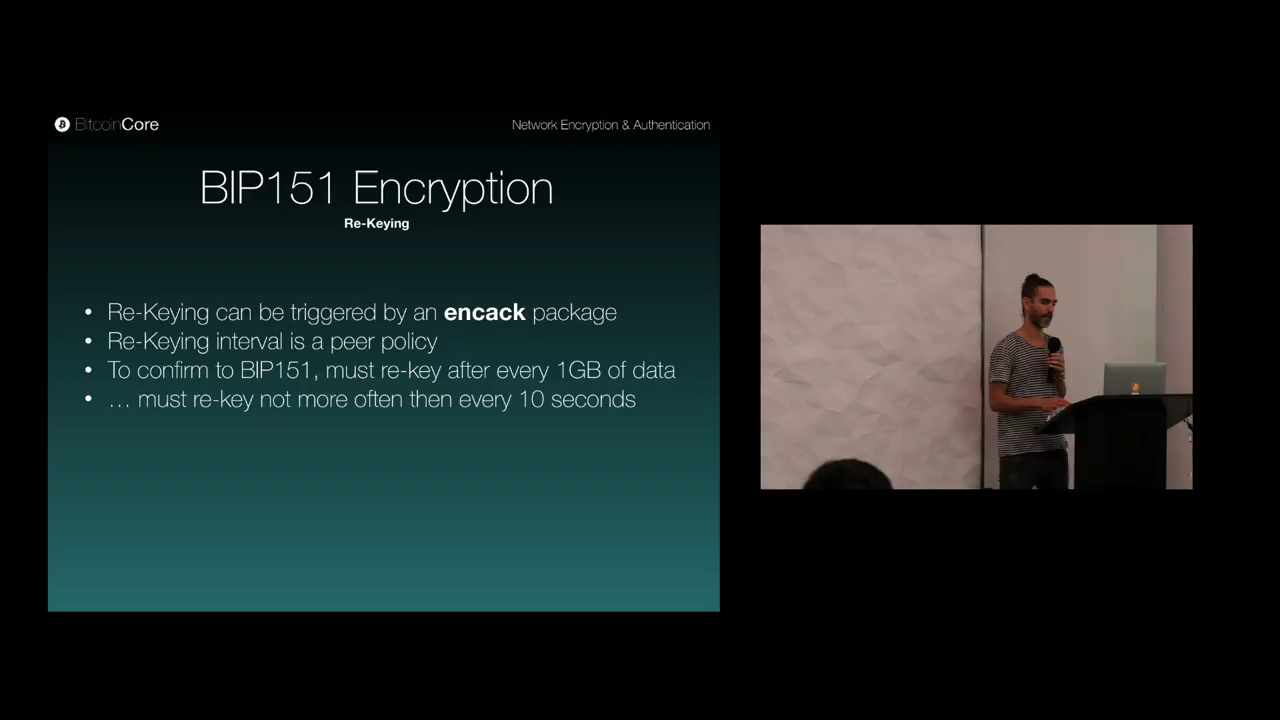 BitcoinCore
Network Encryption & Authentication
BIP151 Encryption
Re-Keying
• Re-Keying can be triggered by an encack package
• Re-Keying interval is a peer policy
• To confirm to BIP151, must re-key after every 1GB of data
• … must re-key not more often then every 10 seconds